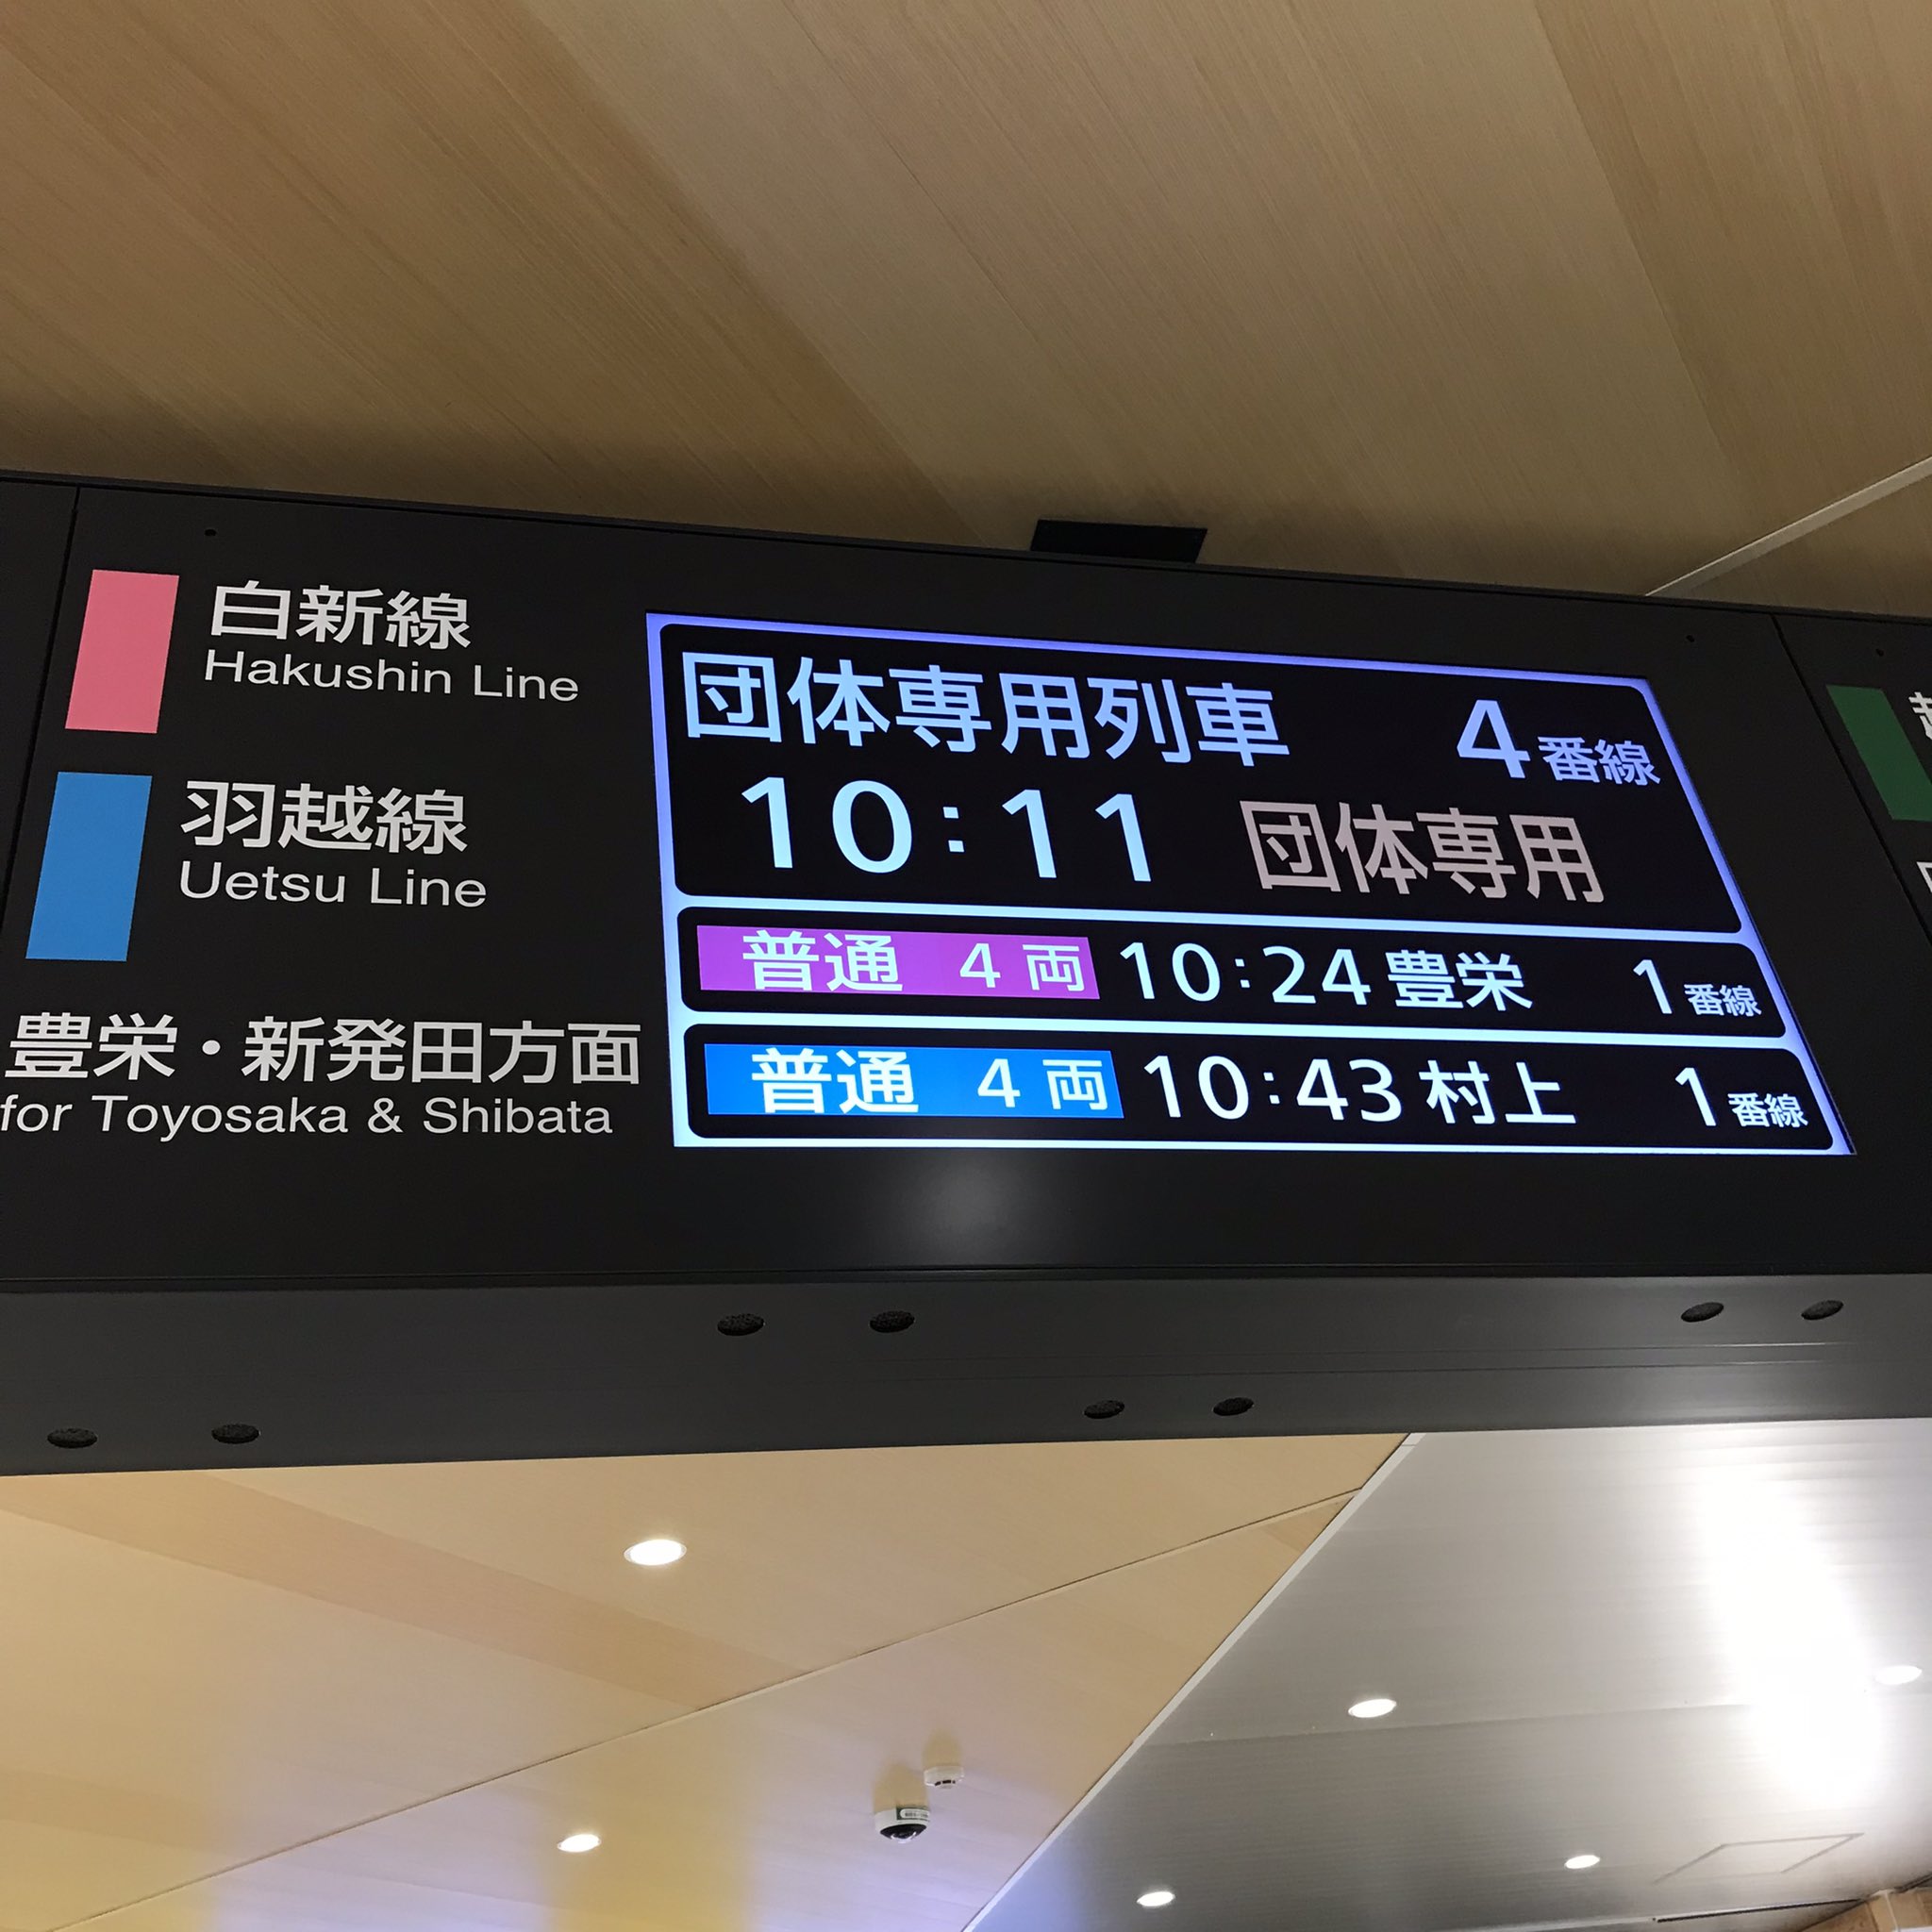 白新線
Hakushin Line
羽越線
Uetsu Line
豊栄・新発田方面
for Toyosaka & Shibata
団体専用列車 4番線
10:11 団体専用
普通 4両 10:24 豊栄 1番線
普通 4両 10:43 村上 1番線